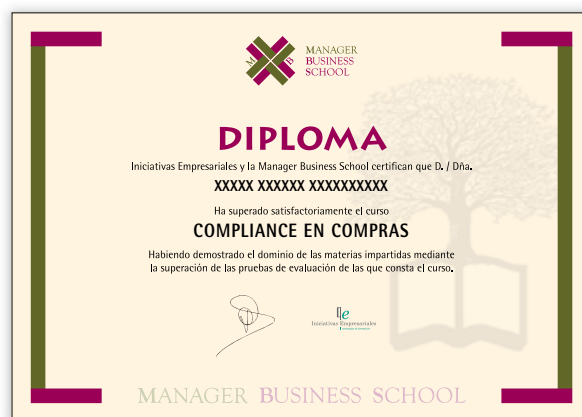 MANAGER
BUSINESS
SCHOOL
M B
DIPLOMA
Iniciativas Empresariales y la Manager Business School certifican que D. / Dña.
XXXXX XXXXXX XXXXXXXXXX
Ha superado satisfactoriamente el curso
COMPLIANCE EN COMPRAS
Habiendo demostrado el dominio de las materias impartidas mediante
la superación de las pruebas de evaluación de las que consta el curso.
Iniciativas Empresariales
MANAGER BUSINESS SCHOOL